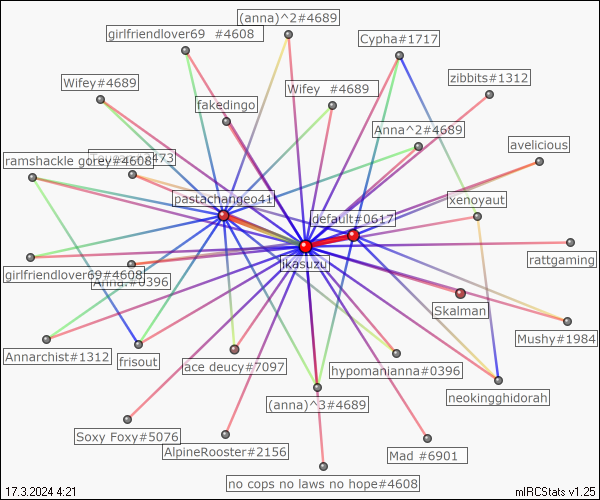 (anna)^2#4689
girlfriendlover69 #4608
Cypha#1717
zibbits#1312
Wifey#4689
Wifey #4689
fakedingo
Anna^2#4689
avelicious
ramshackle gorey#4608
pastachangeo41
xenoyaut
default#0617
ikasuzu
rattgaming
girlfriendlover69#4608
Anna.#0396
Skalman
Mushy#1984
Annarchist#1312
frisout
ace deucy#7097
hypomanianna#0396
neokingghidorah
(anna)^3#4689
Soxy Foxy#5076
AlpineRooster#2156
Mad #6901
no cops no laws no hope#4608
17.3.2024 4:21
mIRCStats v1.25